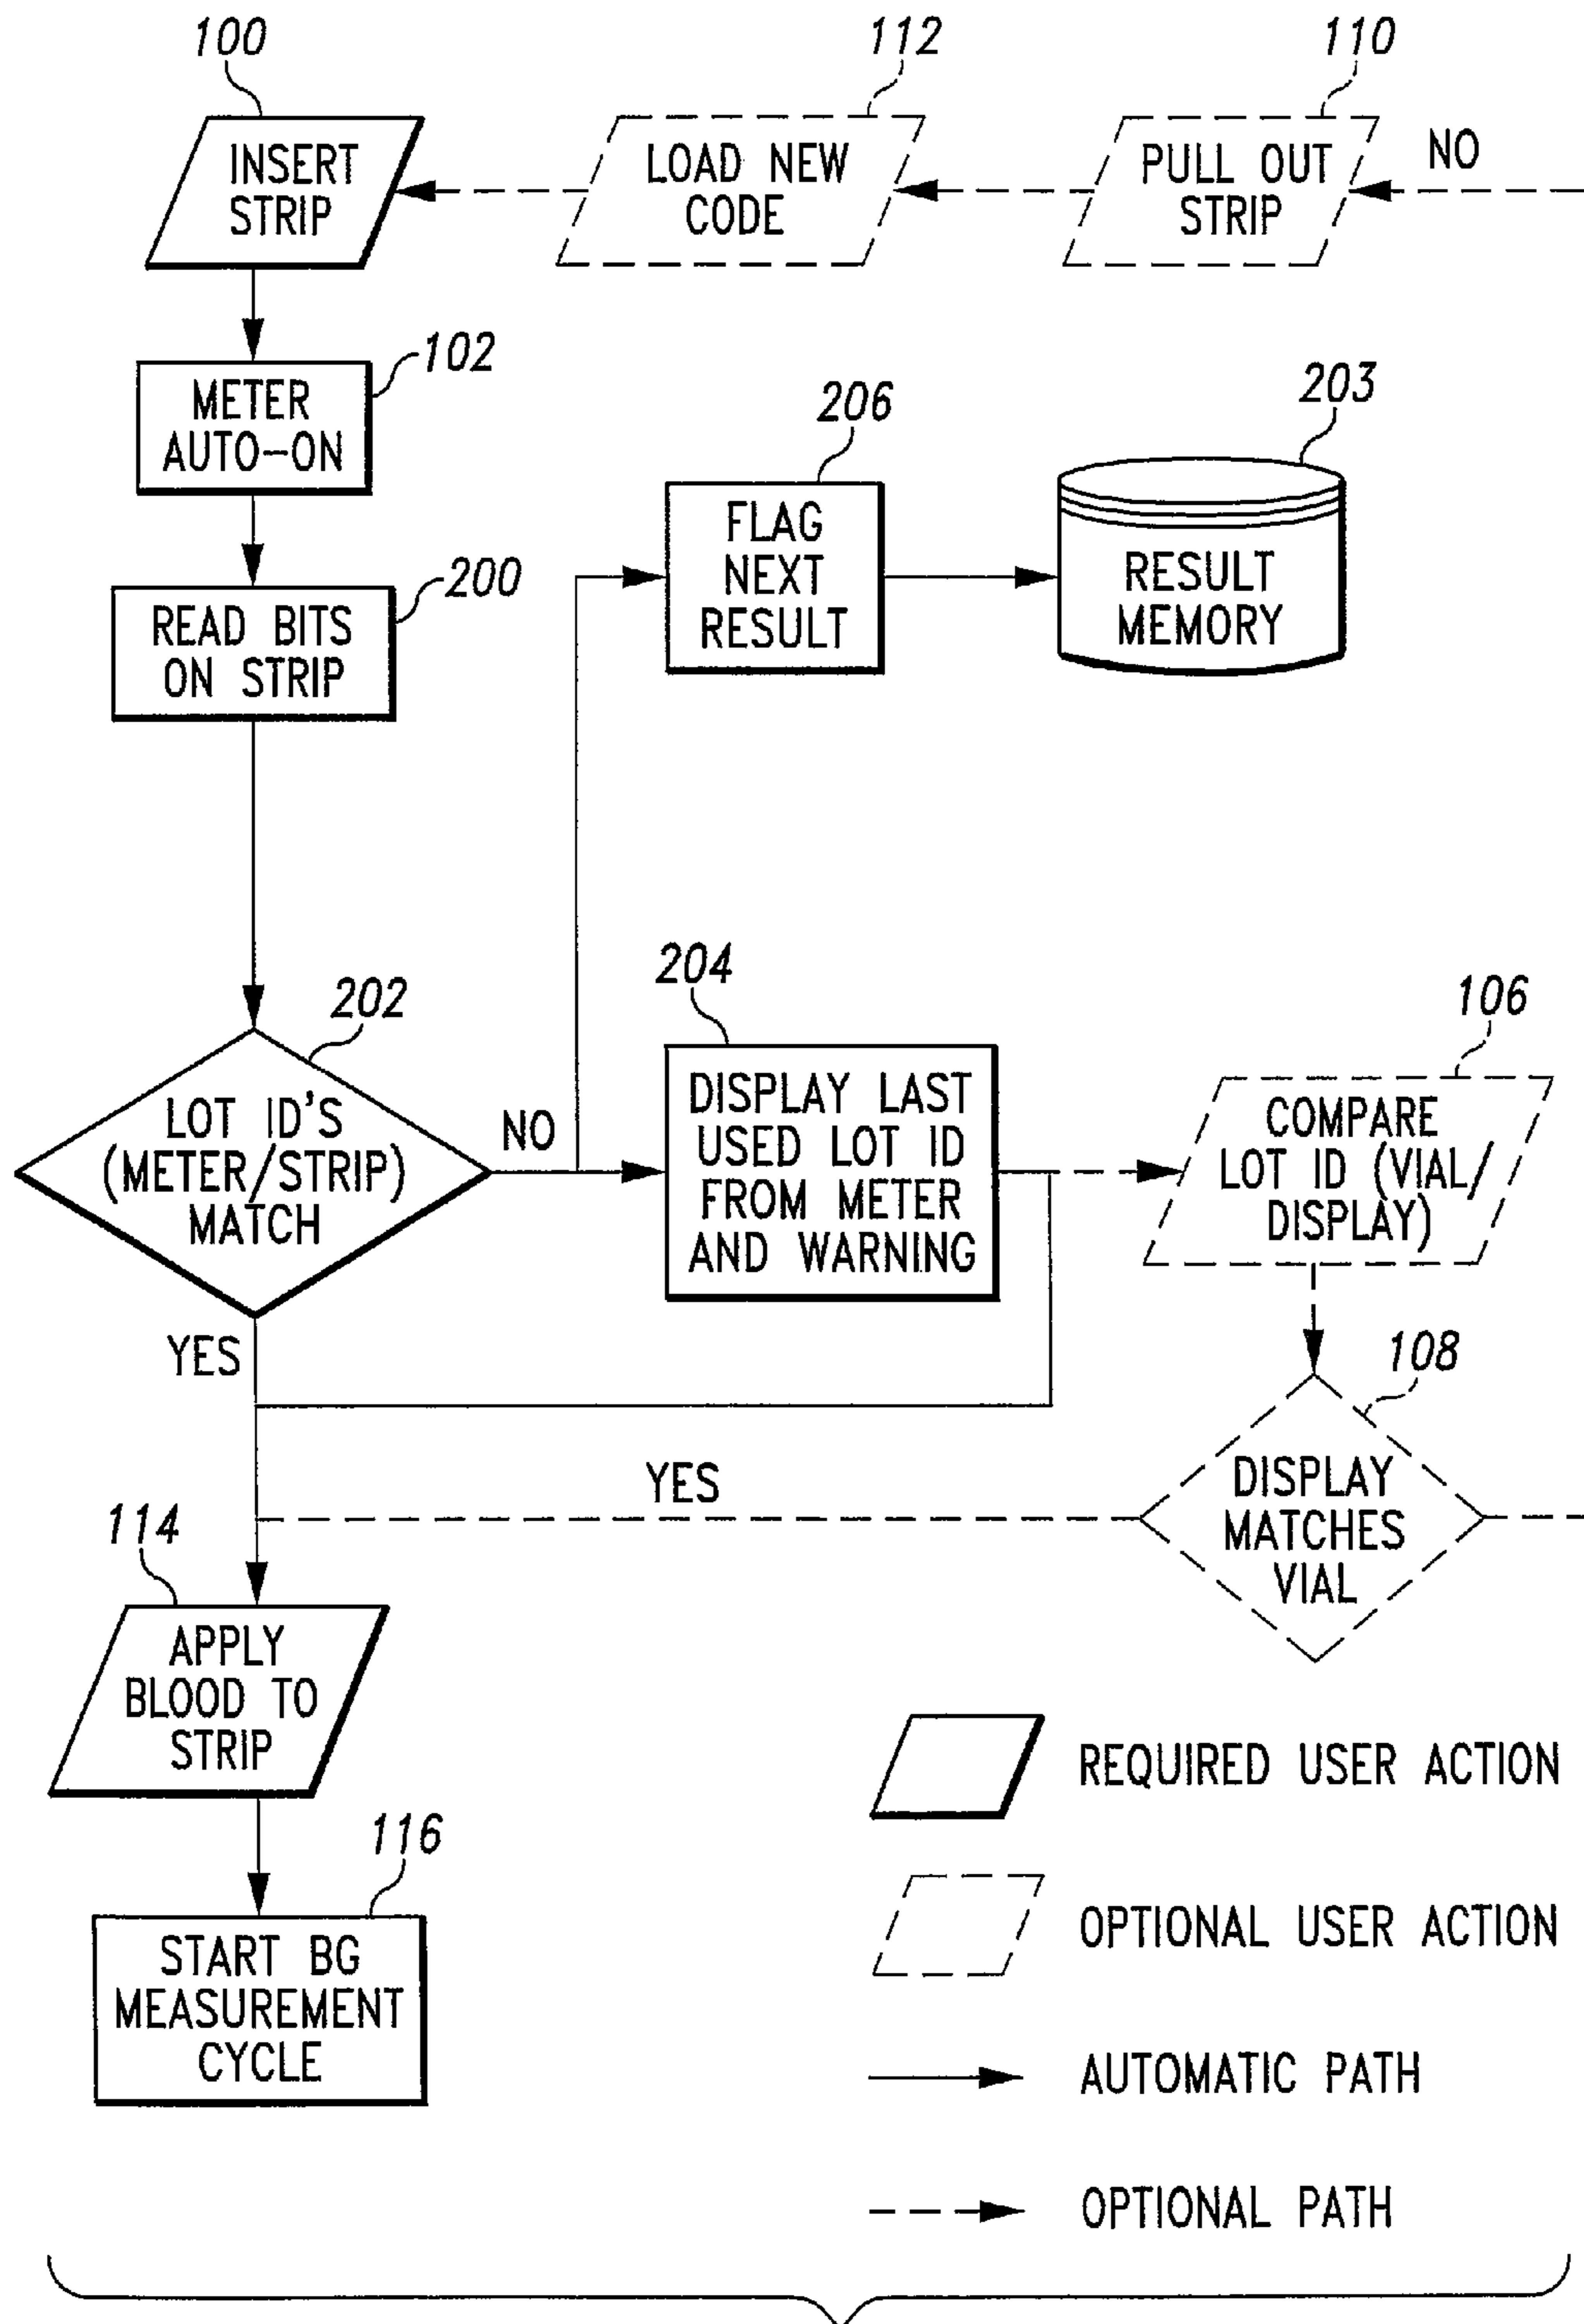 100
112
110
INSERT
STRIP
LOAD NEW
CODE
PULL OUT
STRIP
NO
102
METER
AUTO-ON
206
203
FLAG
NEXT
RESULT
RESULT
MEMORY
200
READ BITS
ON STRIP
202
204
106
LOT ID'S
(METER/STRIP)
MATCH
NO
DISPLAY LAST
USED LOT ID
FROM METER
AND WARNING
COMPARE
LOT ID (VIAL/
DISPLAY)
YES
108
DISPLAY
MATCHES
VIAL
YES
114
APPLY
BLOOD TO
STRIP
116
START BG
MEASUREMENT
CYCLE
REQUIRED USER ACTION
OPTIONAL USER ACTION
AUTOMATIC PATH
OPTIONAL PATH